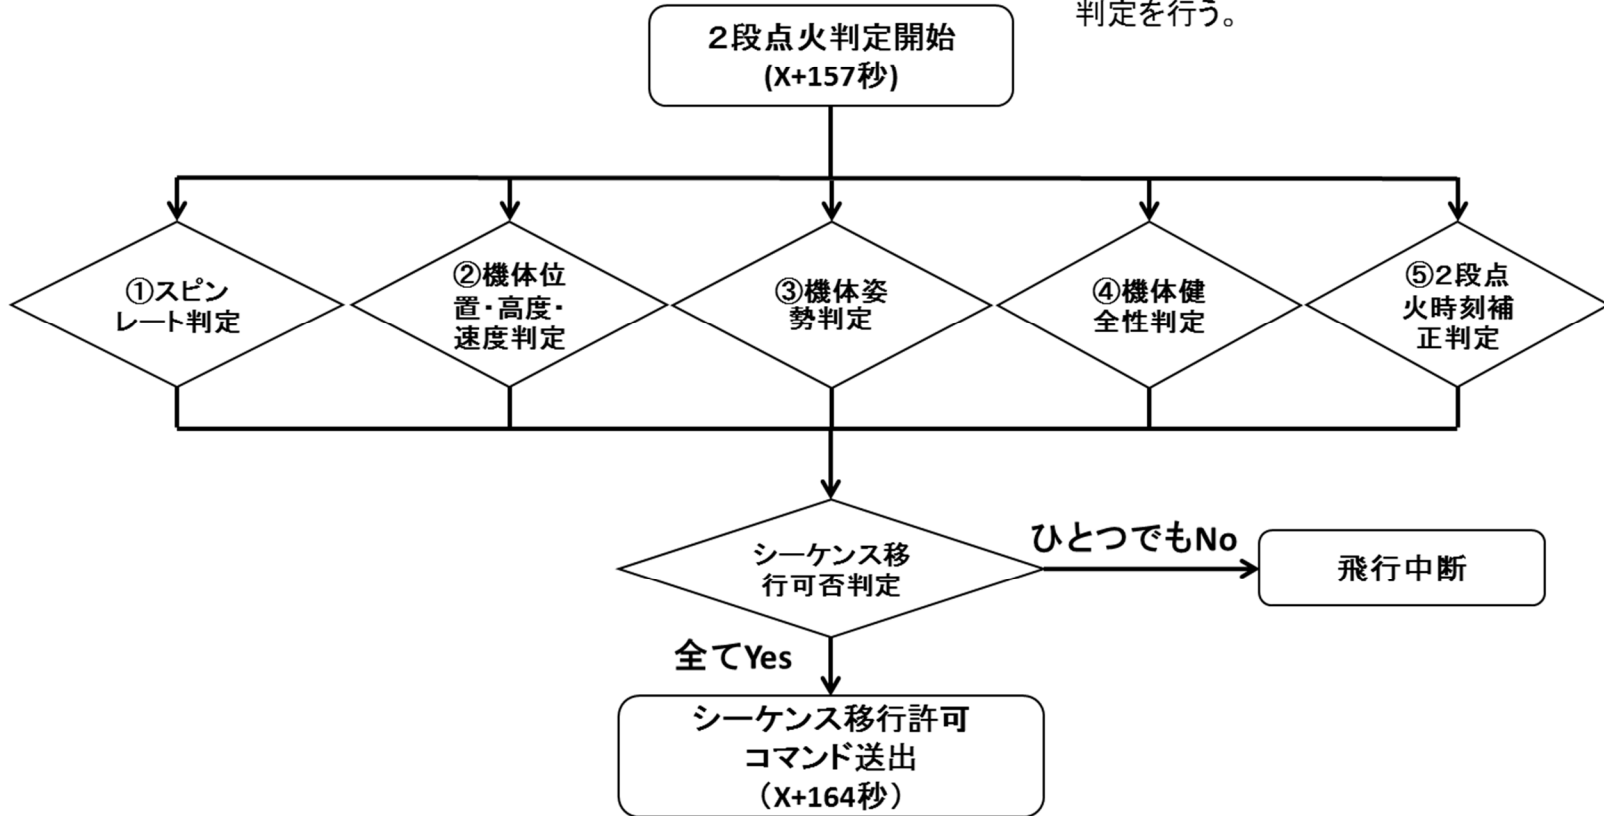 判定を行う。
2段点火判定開始
(X+157秒)
①スピン
レート判定
②機体位
置・高度・
速度判定
③機体姿
勢判定
④機体健
全性判定
⑤2段点
火時刻補
正判定
シーケンス移
行可否判定
ひとつでもNo
飛行中断
全てYes
シーケンス移行許可
コマンド送出
（X+164秒）